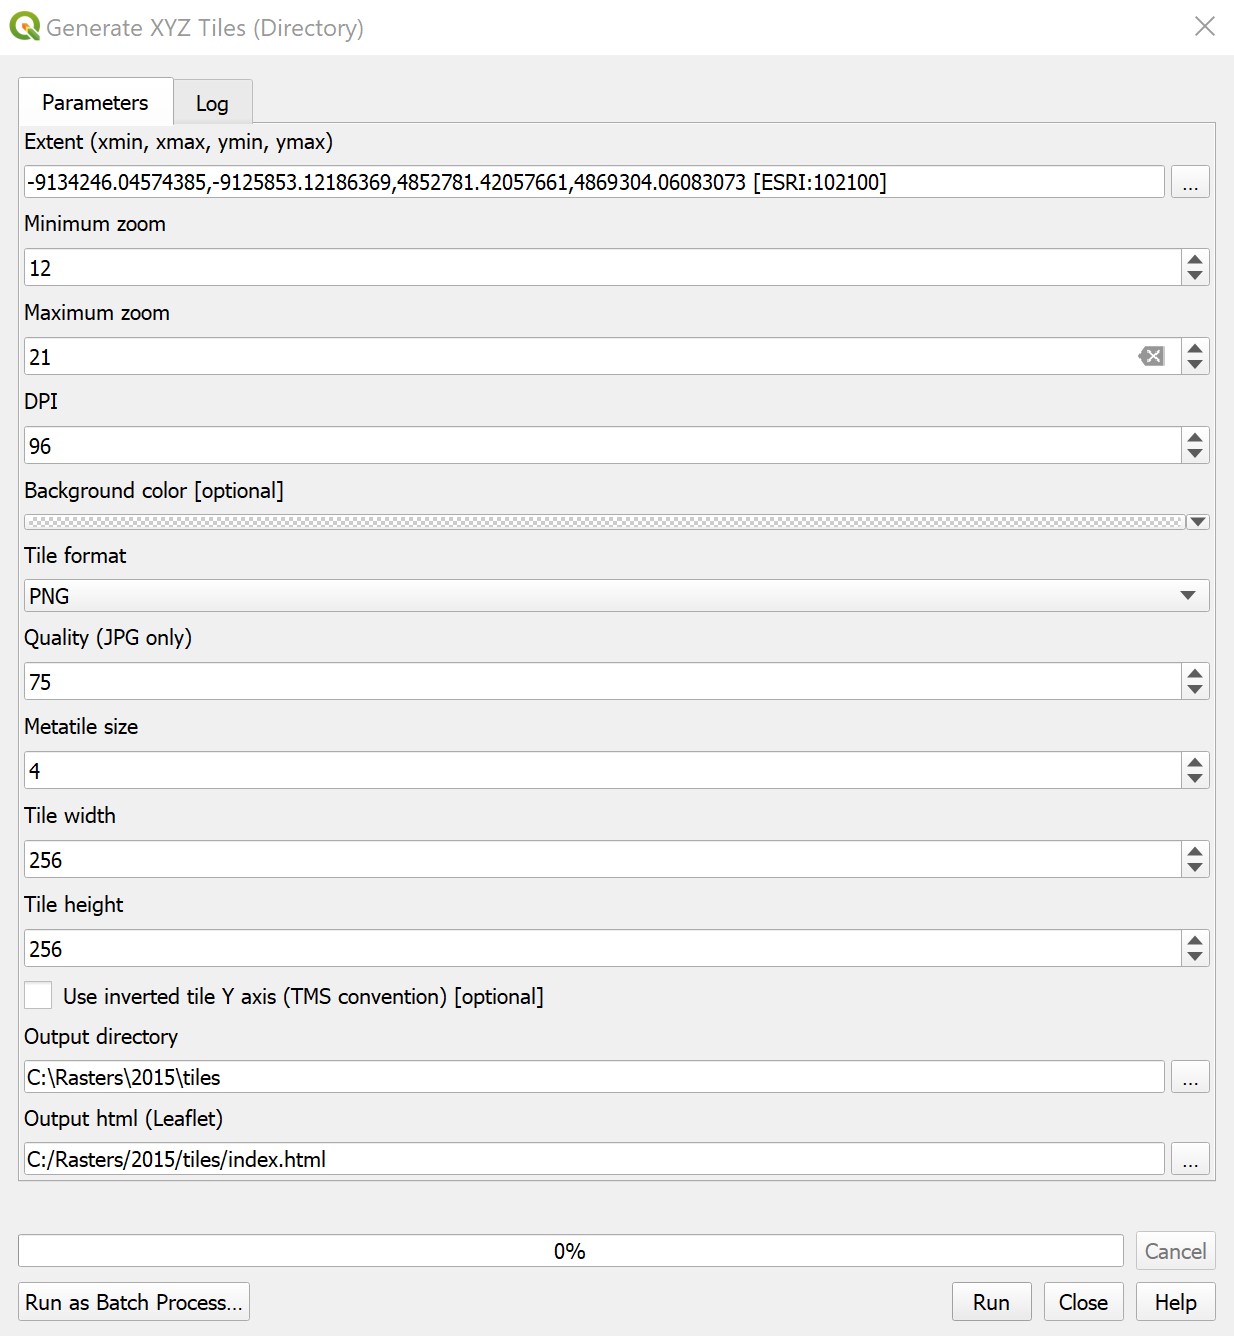 Generate XYZ Tiles (Directory)
Parameters
Log
Extent (xmin, xmax, ymin, ymax)
-9134246.04574385,-9125853.12186369,4852781.42057661,4869304.06083073 [ESRI:102100]
...
Minimum zoom
12
Maximum zoom
21
DPI
96
Background color [optional]
Tile format
PNG
Quality (JPG only)
75
Metatile size
4
Tile width
256
Tile height
256
Use inverted tile Y axis (TMS convention) [optional]
Output directory
C:\Rasters\2015\tiles
...
Output html (Leaflet)
C:/Rasters/2015/tiles/index.html
...
0%
Cancel
Run as Batch Process...
Run
Close
Help